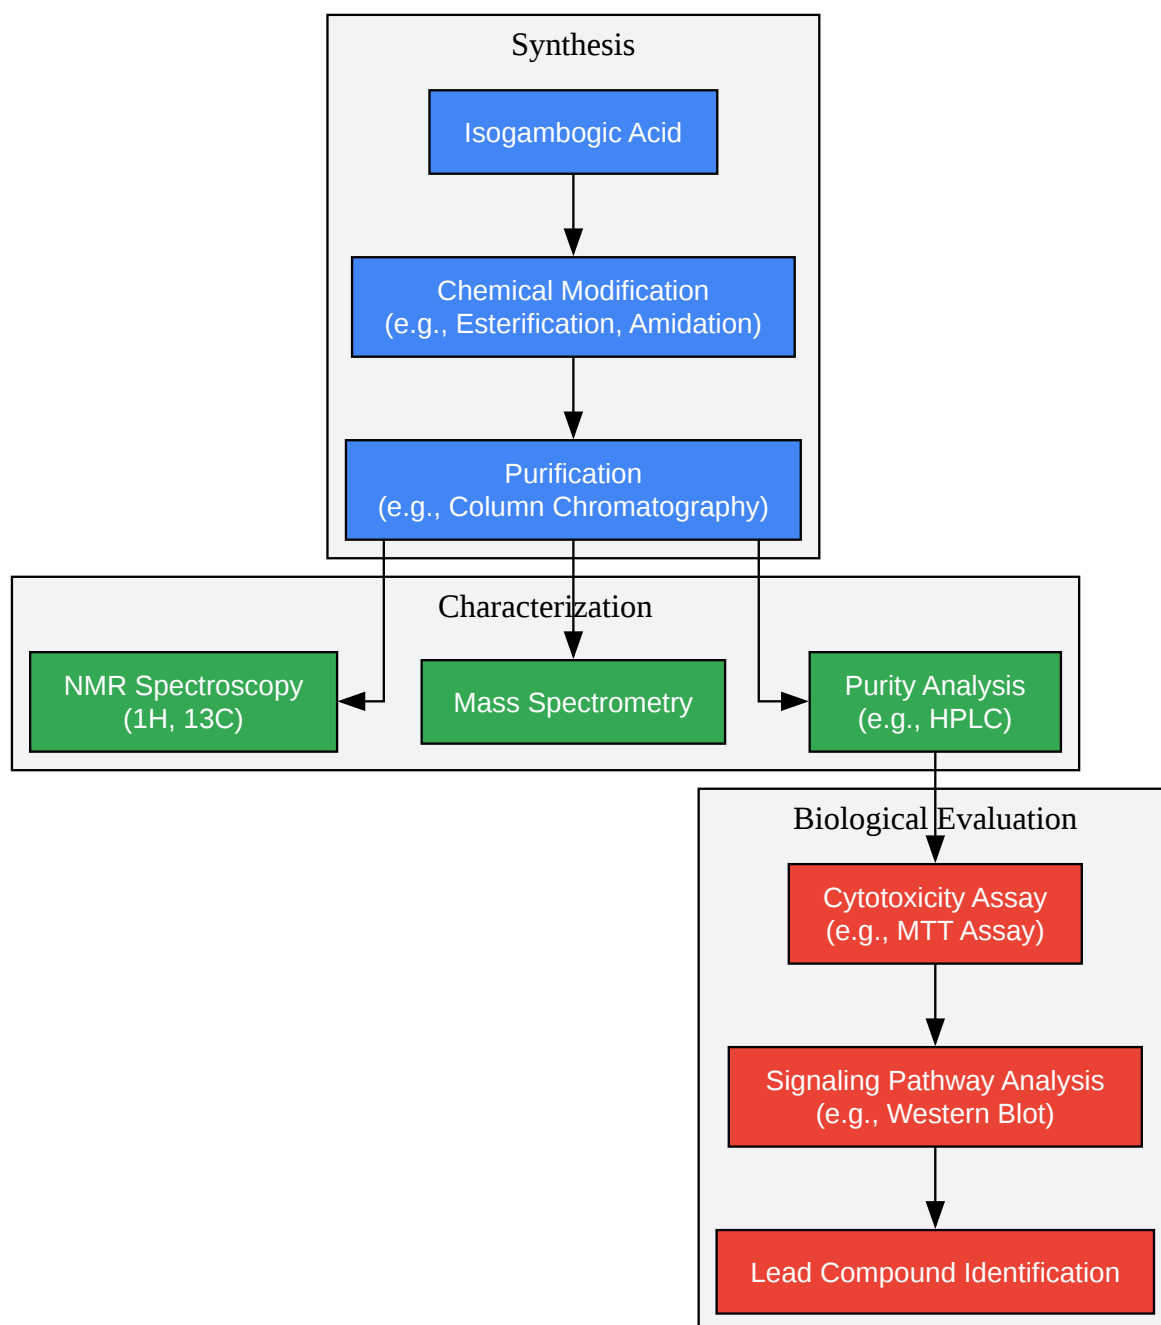 Synthesis
Isogambogic Acid
Chemical Modification
(e.g., Esterification, Amidation)
Purification
(e.g., Column Chromatography)
Characterization
NMR Spectroscopy
(1H, 13C)
Mass Spectrometry
Purity Analysis
(e.g., HPLC)
Biological Evaluation
Cytotoxicity Assay
(e.g., MTT Assay)
Signaling Pathway Analysis
(e.g., Western Blot)
Lead Compound Identification